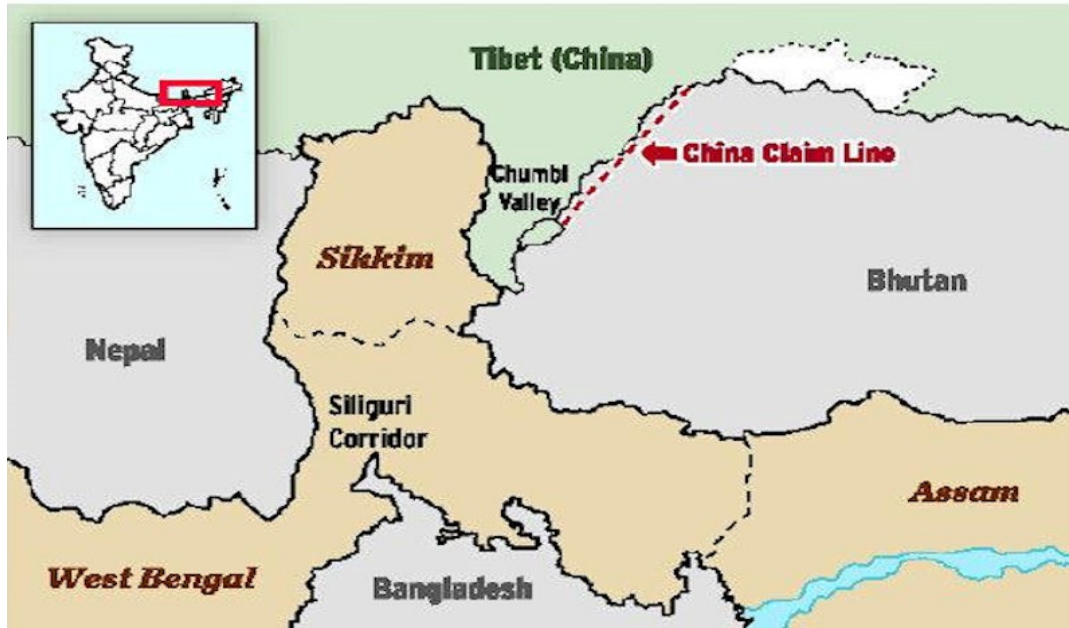 Tibet (China)
China Claim Line
Chumbi
Valley
Sikkim
Bhutan
Nepal
Siliguri
Corridor
Assam
West Bengal
Bangladesh